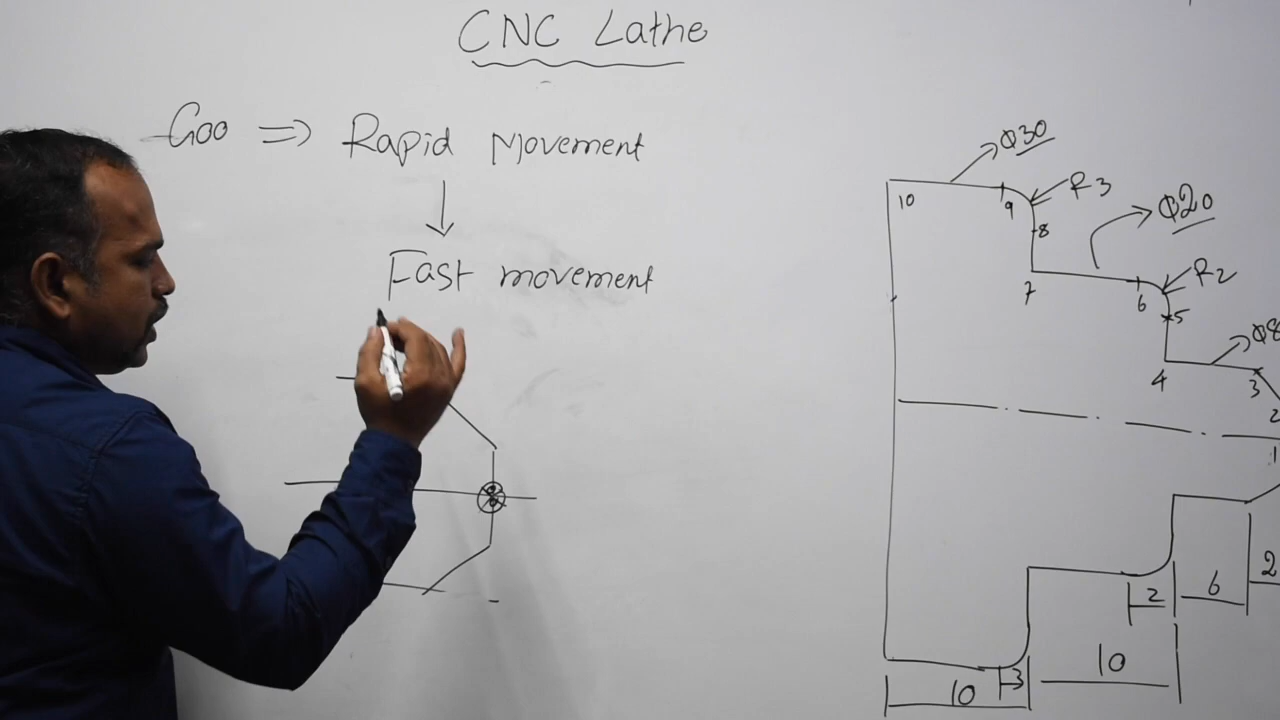 CNC Lathe
G00 => Rapid Movement
Fast movement
Φ30
10
9
R3
8
Φ20
7
6
R2
5
Φ8
4
3
2
1
2
6
2
3
10
10